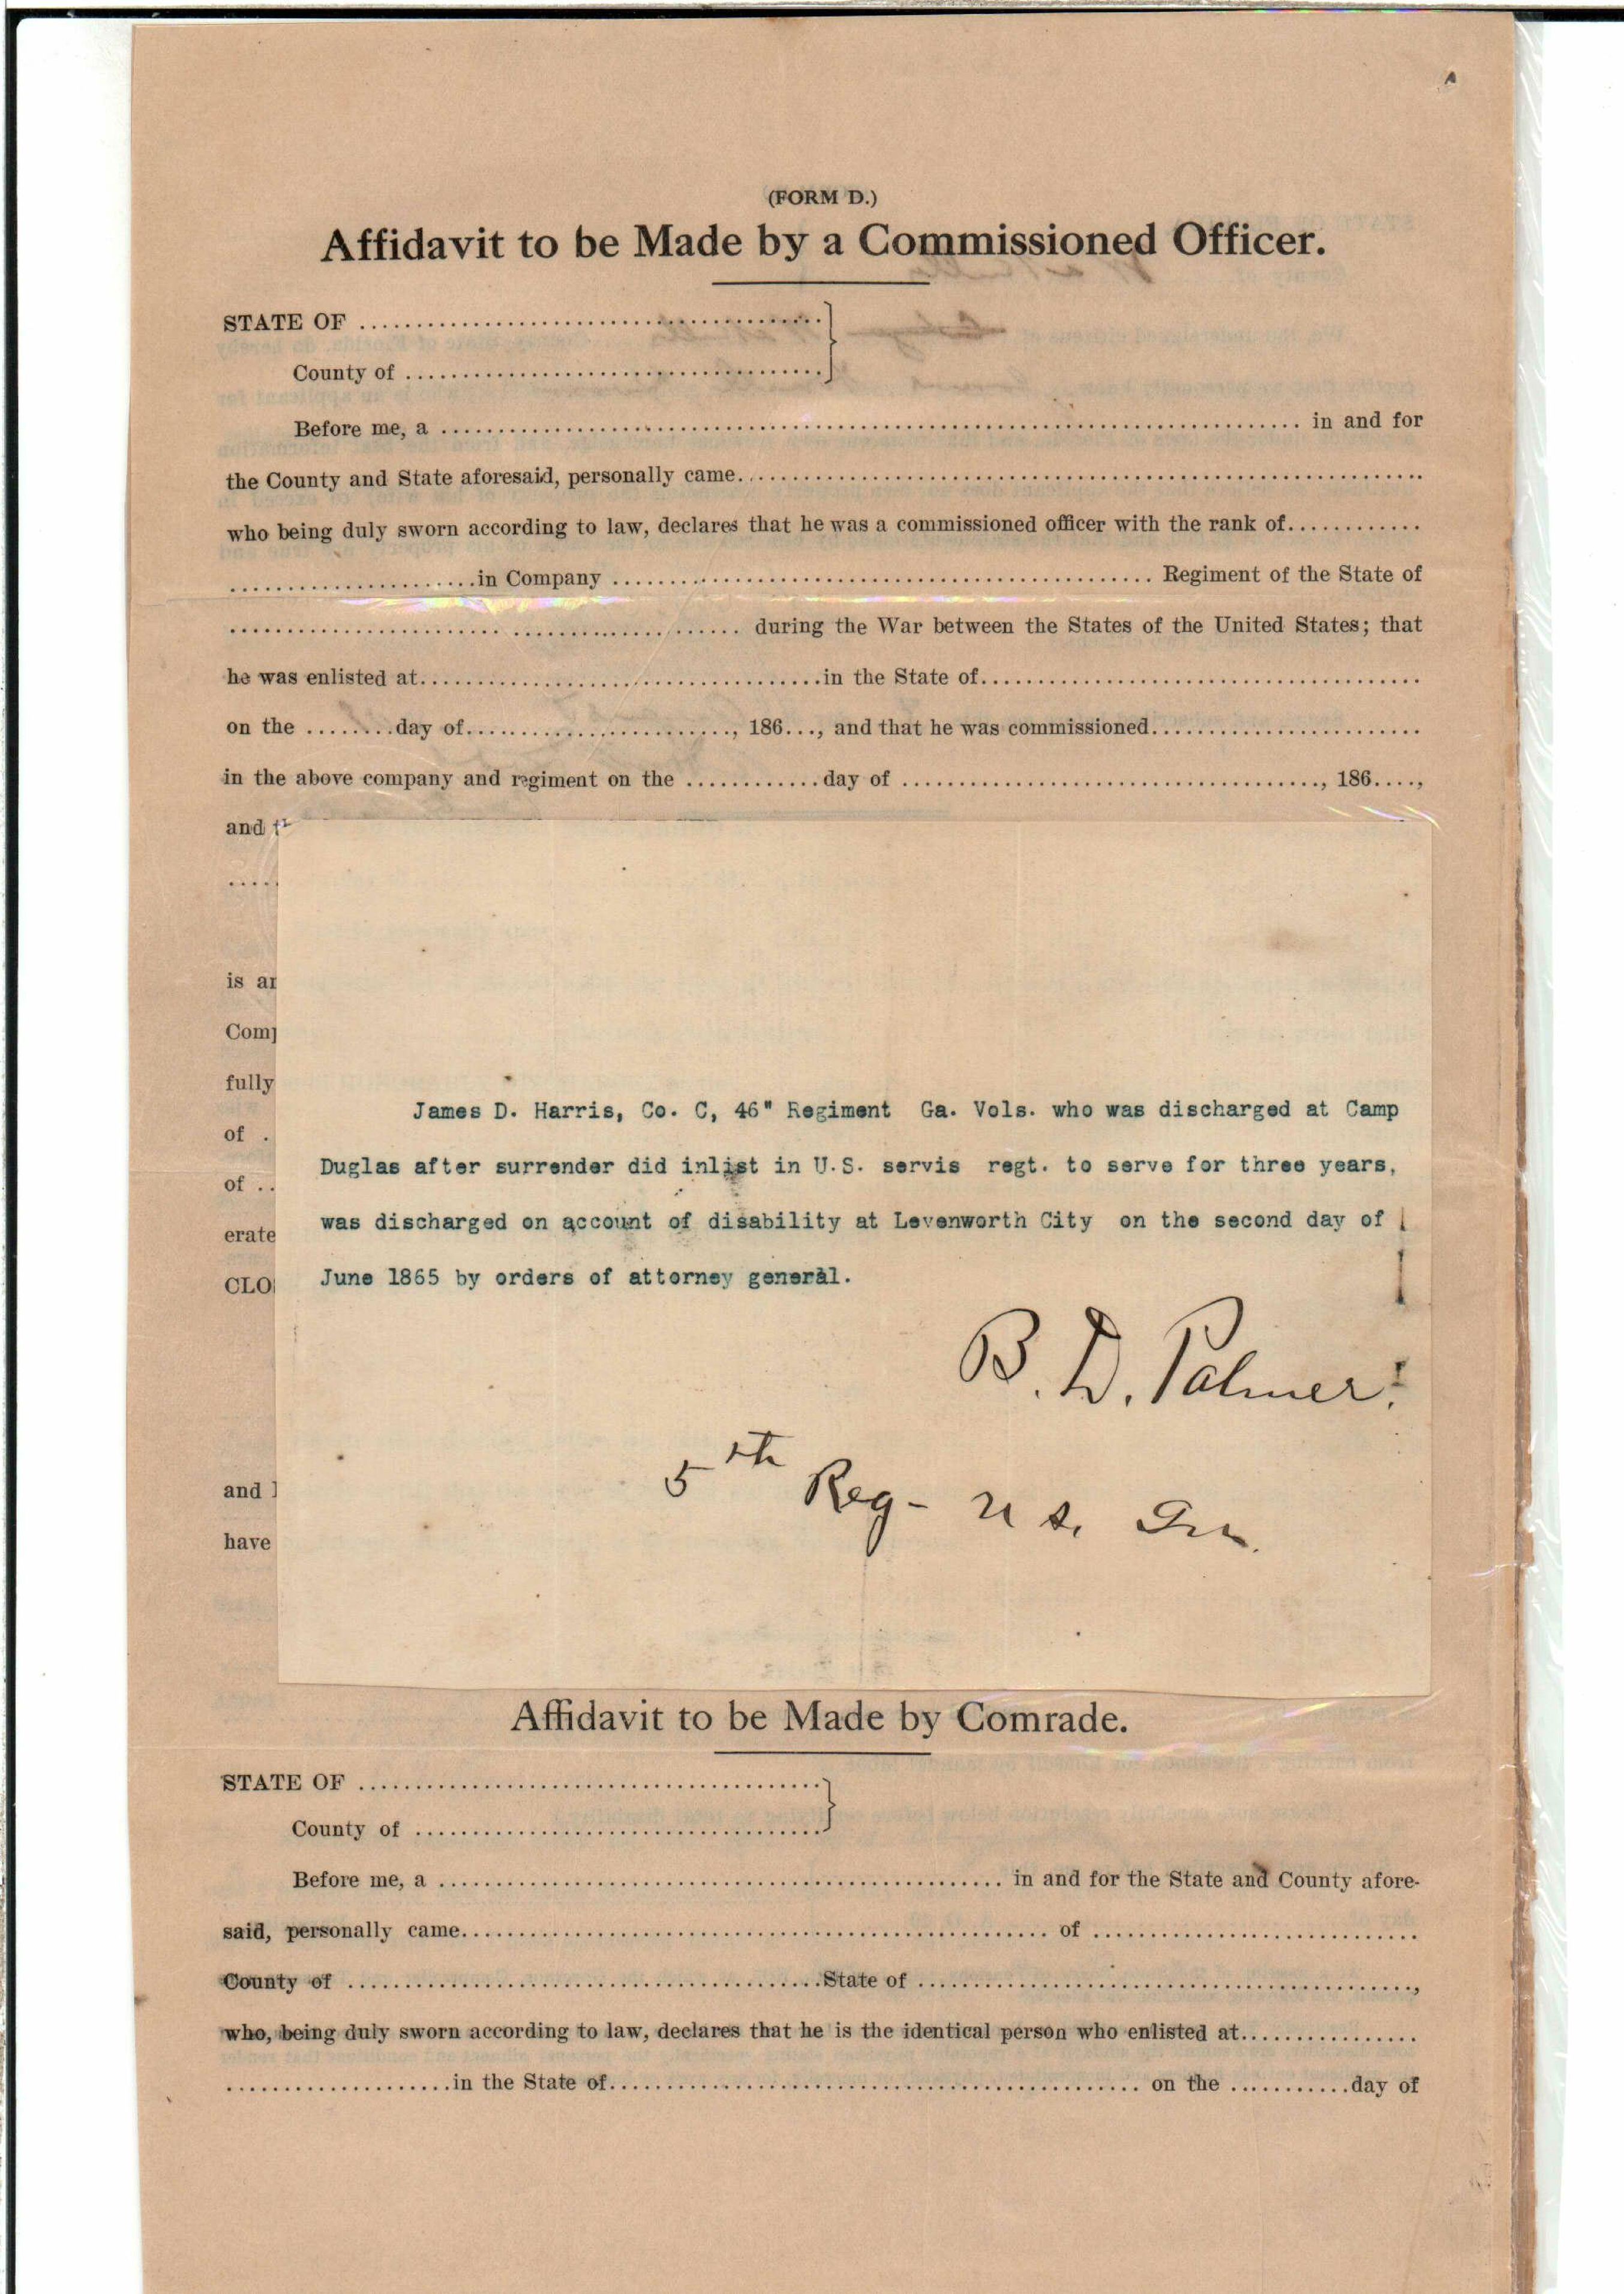 (FORM D.)
Affidavit to be Made by a Commissioned Officer.
STATE OF ........................................
County of ........................................
Before me, a ........................................ in and for
the County and State aforesaid, personally came........................................
who being duly sworn according to law, declares that he was a commissioned officer with the rank of............
......................in Company ........................................ Regiment of the State of
........................................ during the War between the States of the United States; that
he was enlisted at........................................in the State of........................................
on the ........day of........................, 186..., and that he was commissioned........................
in the above company and regiment on the ............day of ........................................, 186....,
and
.....
is
fully
of .
of ..
erate
James D. Harris, Co. C, 46" Regiment Ga. Vols. who was discharged at Camp
Duglas after surrender did inlist in U.S. servis regt. to serve for three years,
was discharged on account of disability at Levenworth City on the second day of
June 1865 by orders of attorney general.
B. D. Palmer.
5th Reg- U S. In.
and
have
Affidavit to be Made by Comrade.
STATE OF ........................................
County of ........................................
Before me, a ........................................ in and for the State and County afore-
said, personally came........................................ of ............................
County of ........................................State of ........................................,
who, being duly sworn according to law, declares that he is the identical person who enlisted at................
....................in the State of........................................ on the ...........day of